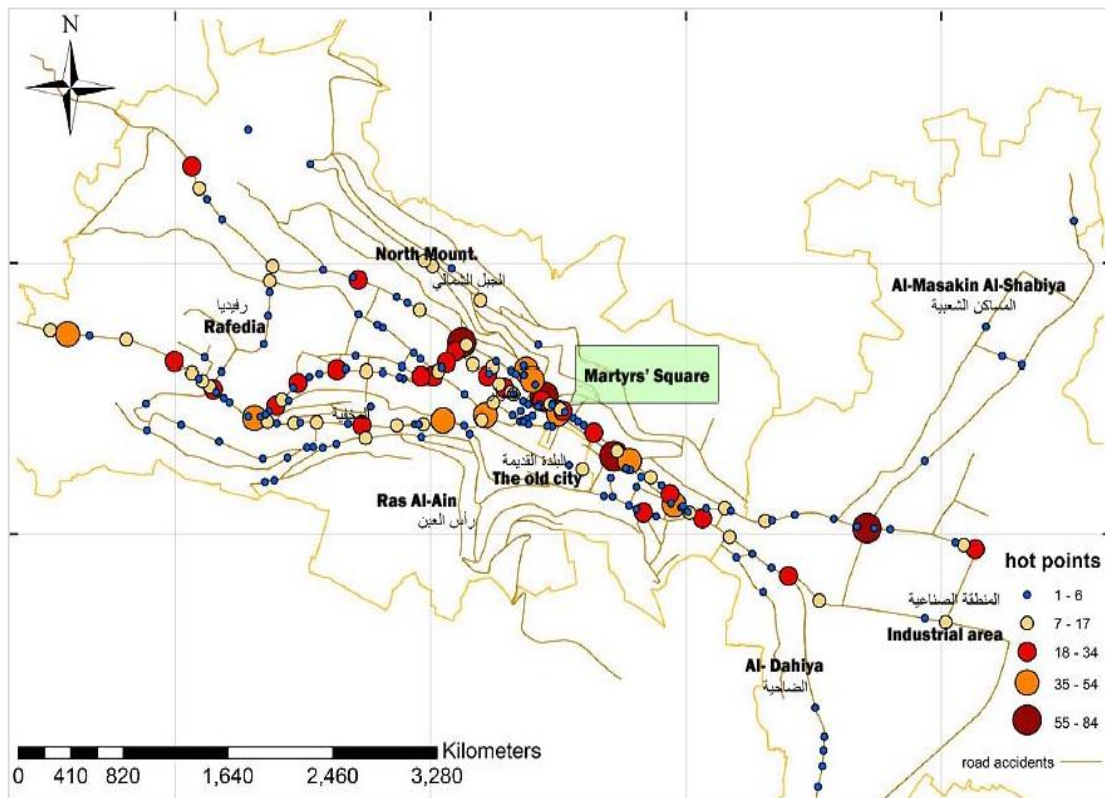 N
North Mount.
الجبل الشمالي
رفيديا
Rafedia
Al-Masakin Al-Shabiya
المساكن الشعبية
Martyrs’ Square
المخفية
البلدة القديمة
The old city
Ras Al-Ain
رأس العين
hot points
1 - 6
7 - 17
18 - 34
35 - 54
55 - 84
road accidents
المنطقة الصناعية
Industrial area
Al- Dahiya
الضاحية
Kilometers
0 410 820 1,640 2,460 3,280